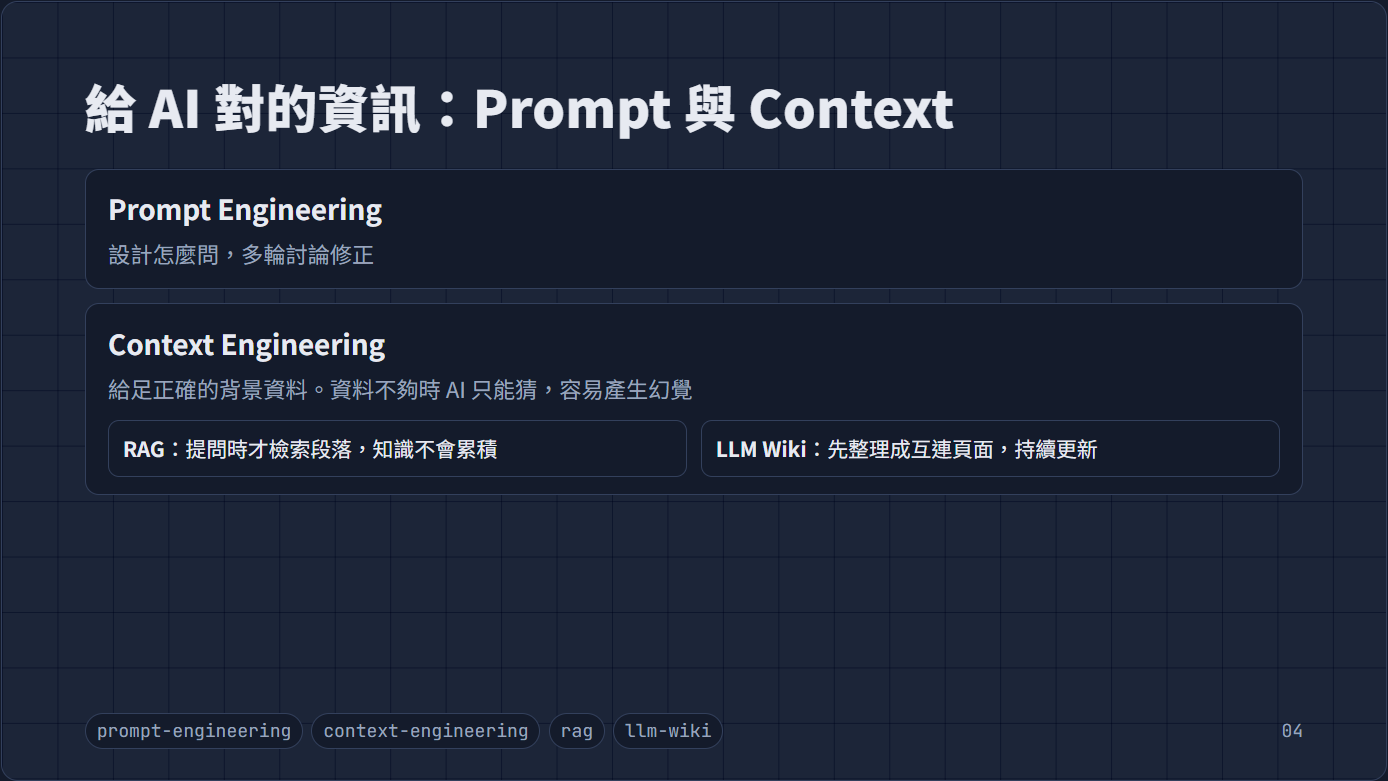 給 AI 對的資訊：Prompt 與 Context
Prompt Engineering
設計怎麼問，多輪討論修正
Context Engineering
給足正確的背景資料。資料不夠時 AI 只能猜，容易產生幻覺
RAG：提問時才檢索段落，知識不會累積
LLM Wiki：先整理成互連頁面，持續更新
prompt-engineering
context-engineering
rag
llm-wiki
04